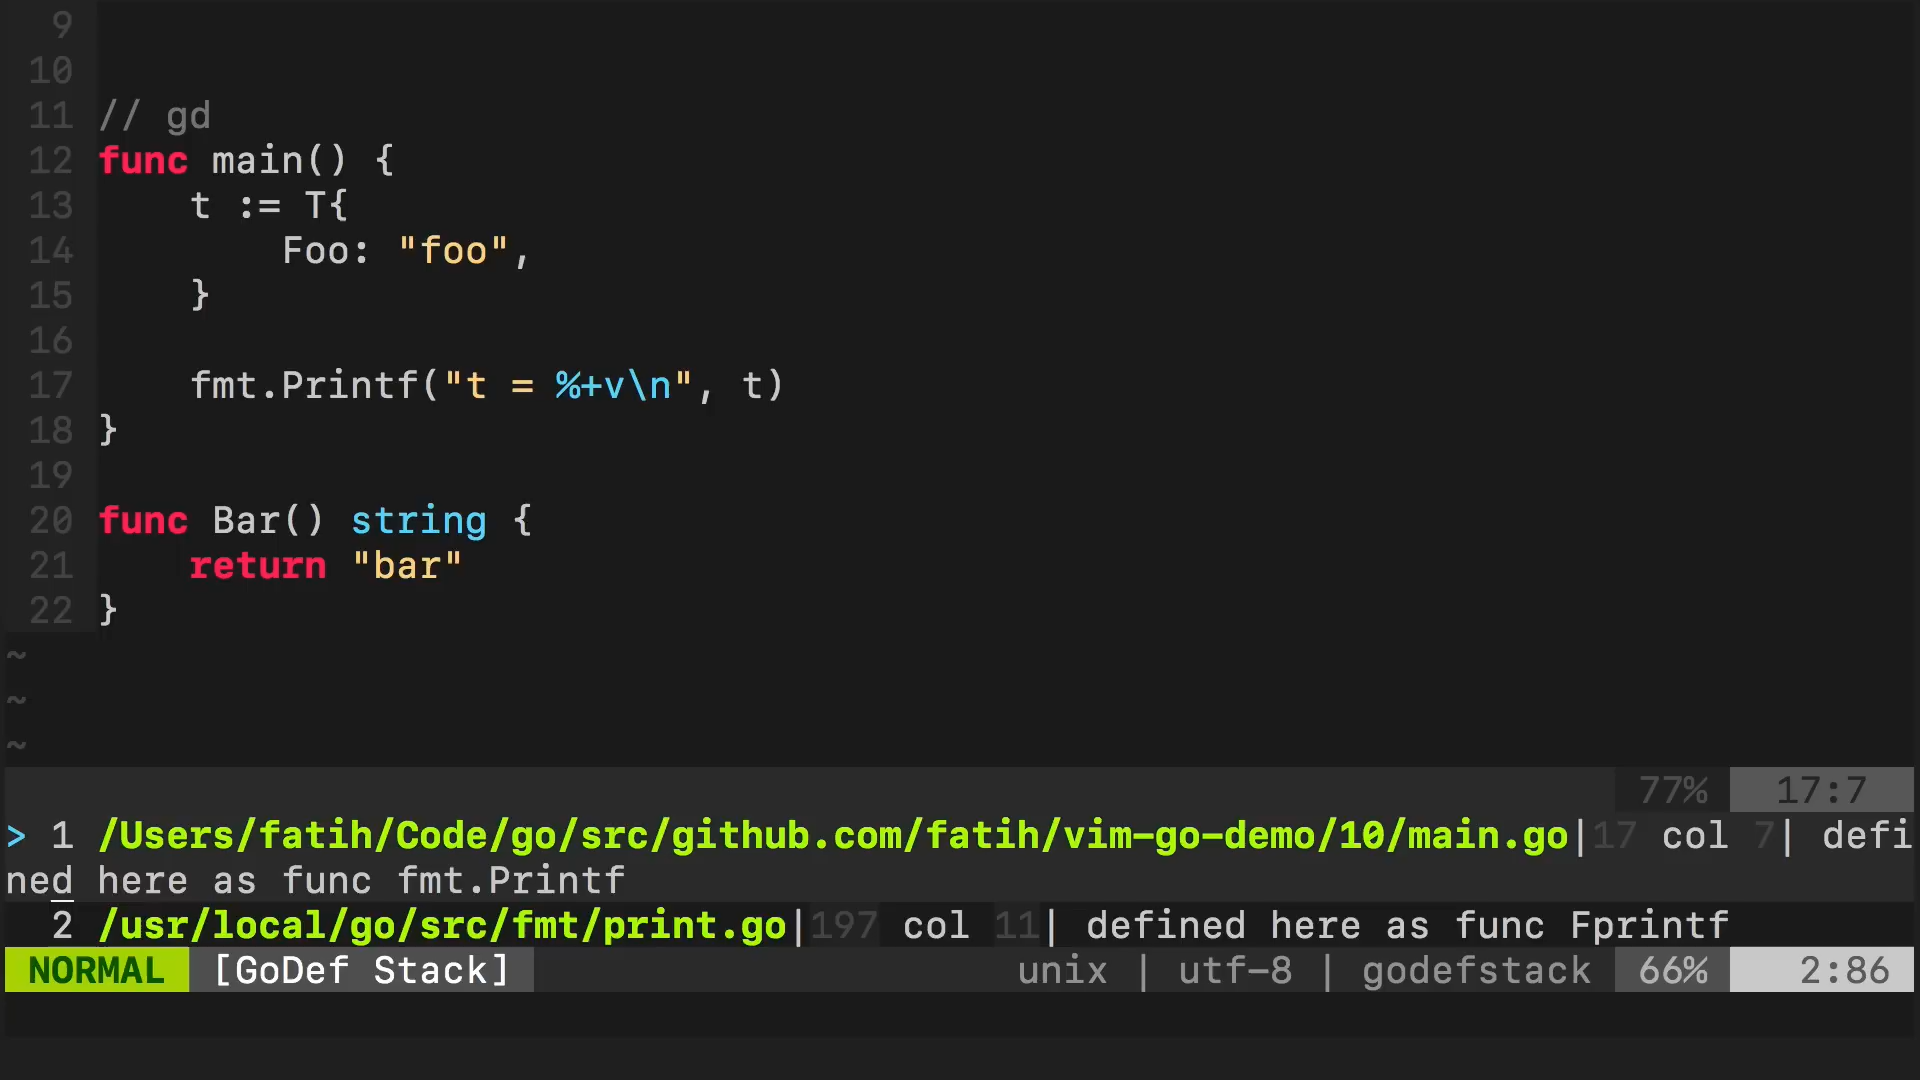 9
10
11 // gd
12 func main() {
13     t := T{
14         Foo: "foo",
15     }
16
17     fmt.Printf("t = %+v\n", t)
18 }
19
20 func Bar() string {
21     return "bar"
22 }
~
~
~
77% 17:7
> 1 /Users/fatih/Code/go/src/github.com/fatih/vim-go-demo/10/main.go|17 col 7| defi
ned here as func fmt.Printf
2 /usr/local/go/src/fmt/print.go|197 col 11| defined here as func Fprintf
NORMAL [GoDef Stack] unix | utf-8 | godefstack 66% 2:86